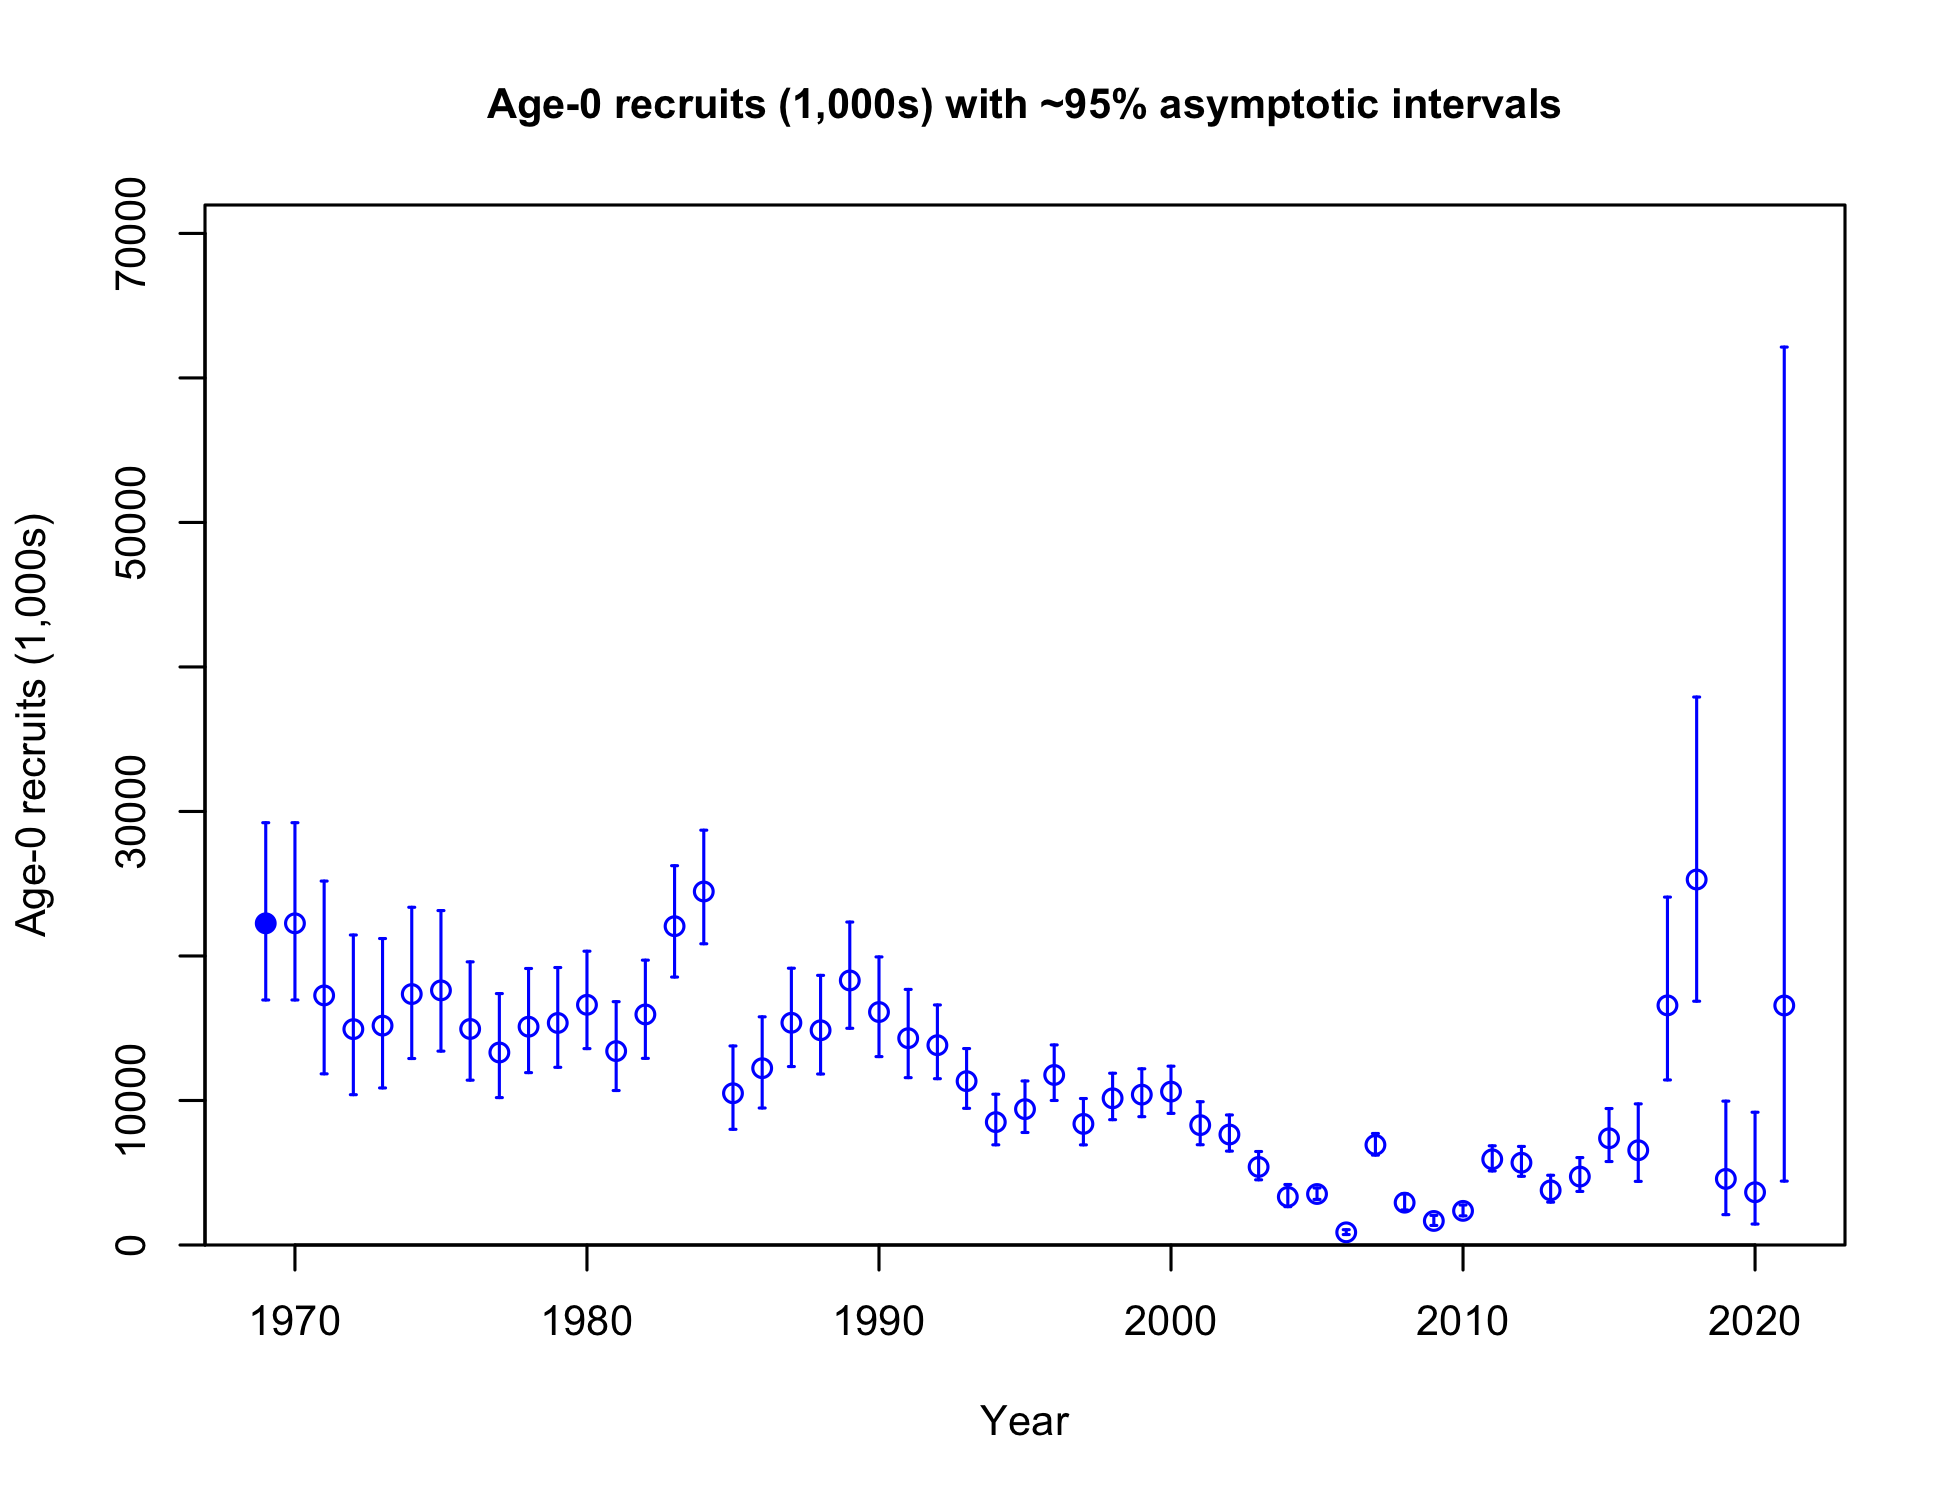 Age-0 recruits (1,000s) with ~95% asymptotic intervals
Age-0 recruits (1,000s)
70000
50000
30000
10000
0
1970 1980 1990 2000 2010 2020
Year